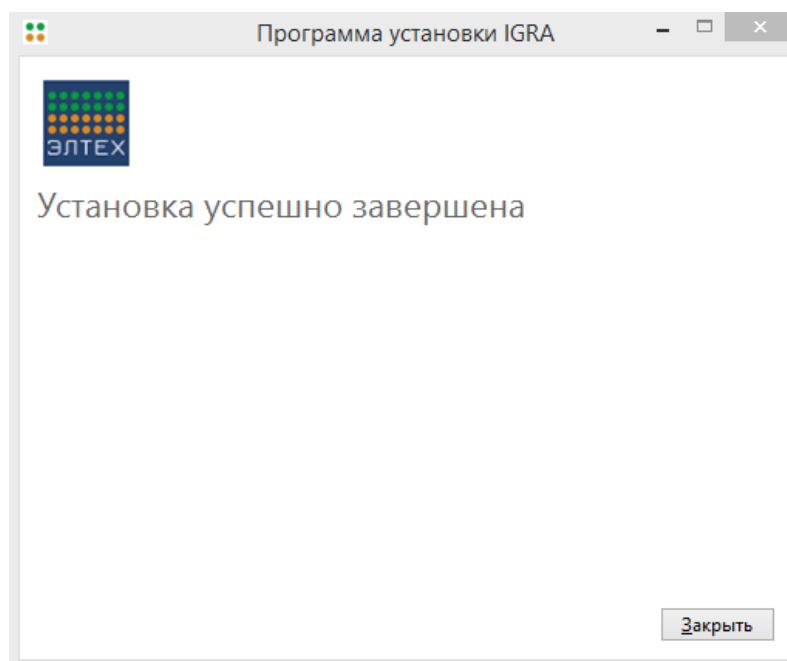 Программа установки IGRA
ЭЛТЕХ
Установка успешно завершена
Закрыть